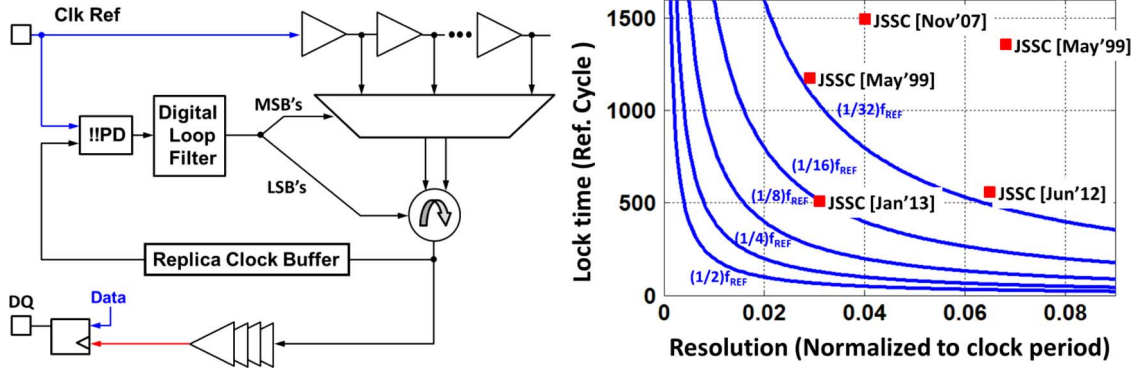 Clk Ref
MSB's
!!PD
Digital
Loop
Filter
LSB's
Replica Clock Buffer
DQ
Data
Lock time (Ref. Cycle)
1500
1000
500
0
JSSC [Nov'07]
JSSC [May'99]
JSSC [May'99]
(1/32)fREF
(1/16)fREF
(1/8)fREF
JSSC [Jan'13]
JSSC [Jun'12]
(1/4)fREF
(1/2)fREF
0
0.02
0.04
0.06
0.08
Resolution (Normalized to clock period)